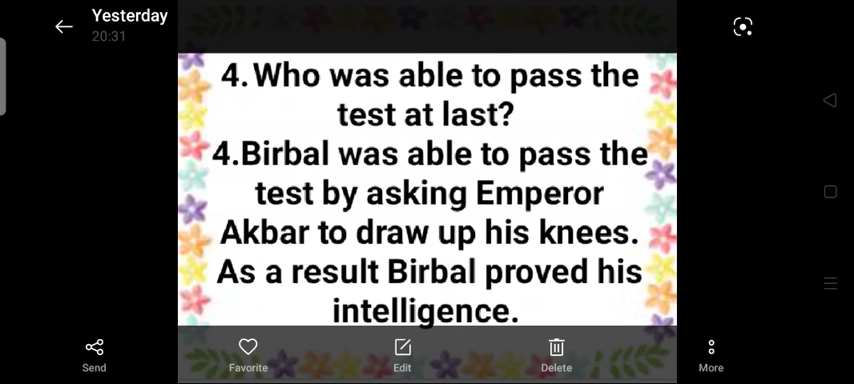 Yesterday
20:31
4. Who was able to pass the
test at last?
4.Birbal was able to pass the
test by asking Emperor
Akbar to draw up his knees.
As a result Birbal proved his
intelligence.
Send Favorite Edit Delete More